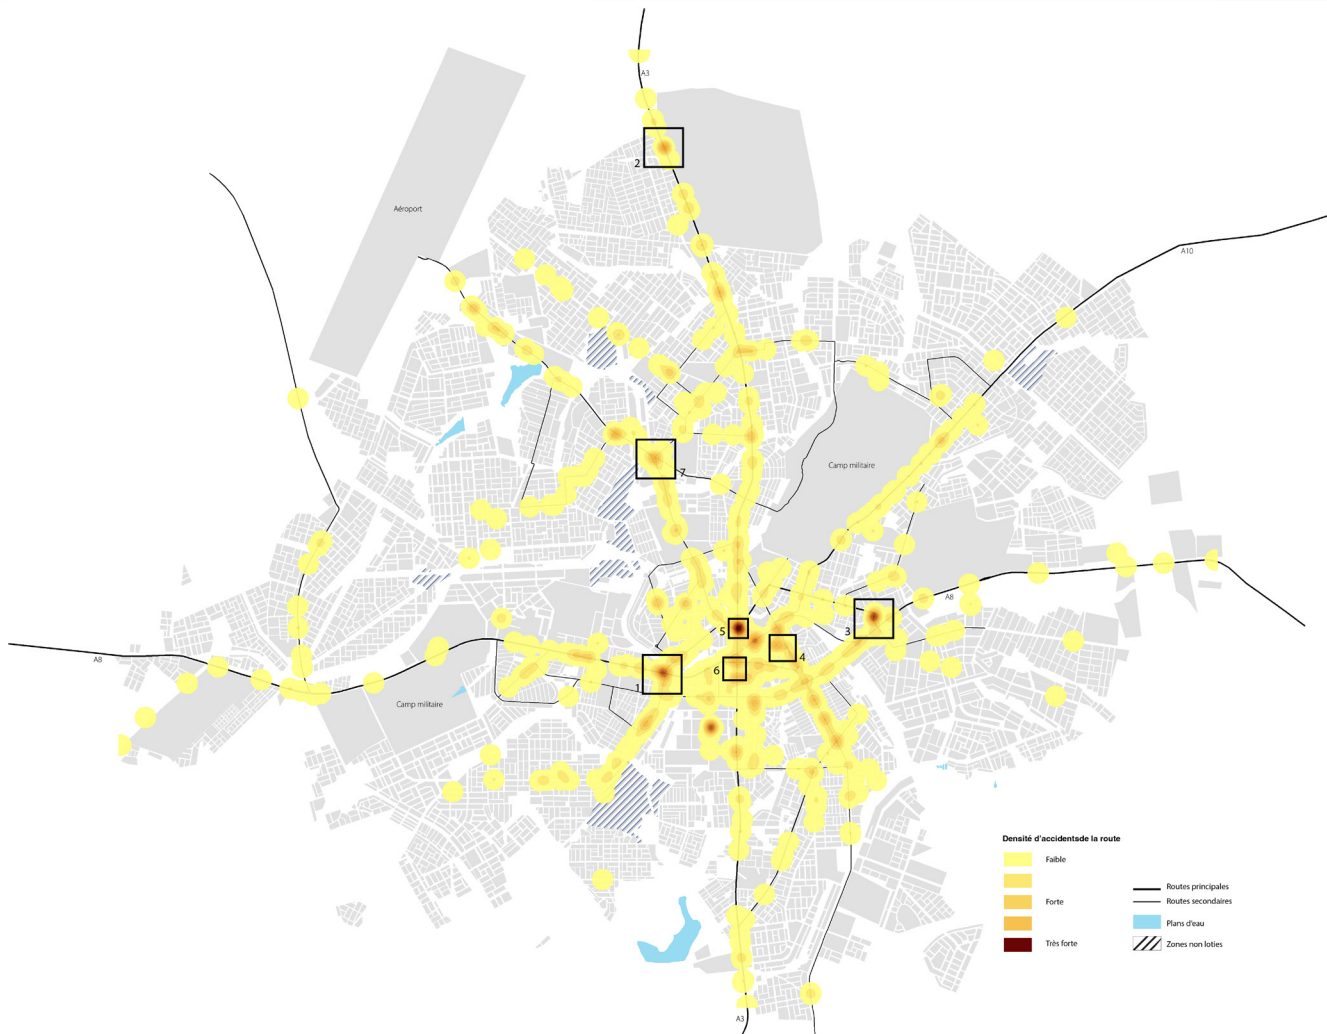 A3
2
Aéroport
A10
Camp militaire
7
A8
3
5
4
6
A8
1
Camp militaire
Densité d'accidentsde la route
Faible
Forte
Très forte
Routes principales
Routes secondaires
Plans d'eau
Zones non loties
A3